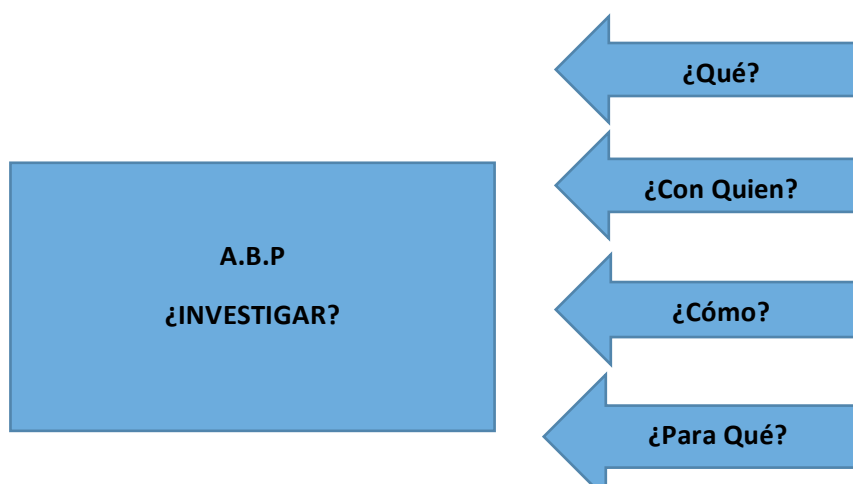 ¿Qué?
¿Con Quien?
A.B.P
¿INVESTIGAR?
¿Cómo?
¿Para Qué?